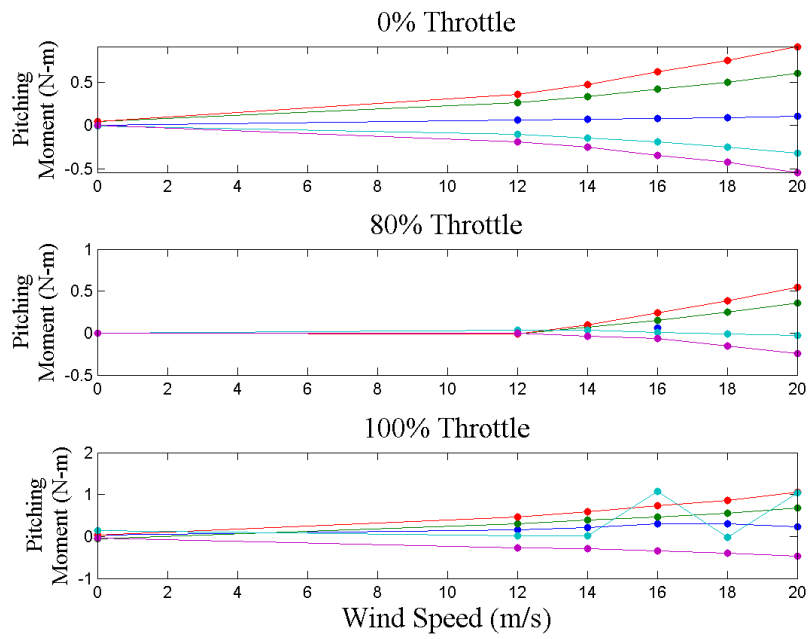 0% Throttle
Pitching
Moment (N-m)
0.5
0
-0.5
0 2 4 6 8 10 12 14 16 18 20
80% Throttle
Pitching
Moment (N-m)
1
0.5
0
-0.5
0 2 4 6 8 10 12 14 16 18 20
100% Throttle
Pitching
Moment (N-m)
2
1
0
-1
0 2 4 6 8 10 12 14 16 18 20
Wind Speed (m/s)